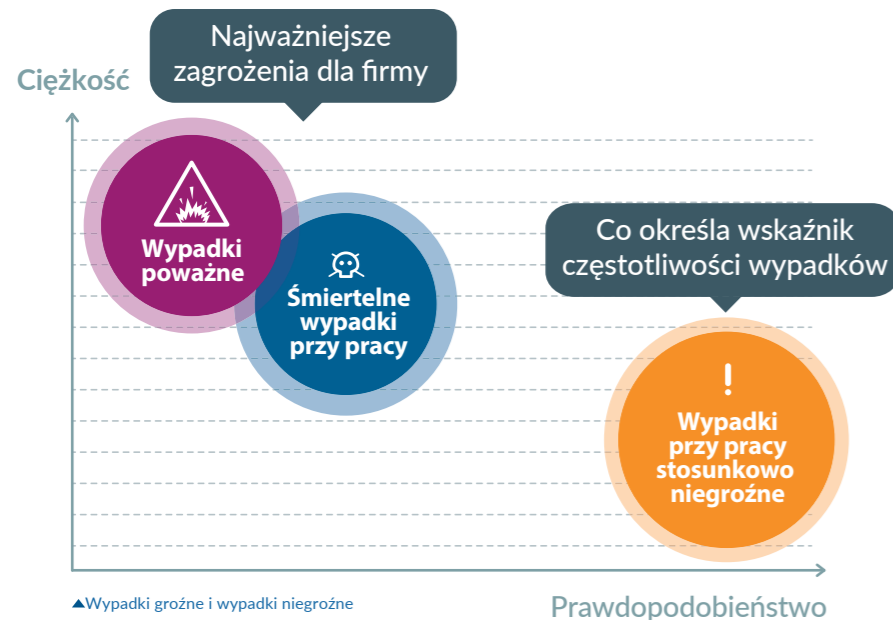 Najważniejsze
zagrożenia dla firmy
Ciężkość
Wypadki
poważne
Śmiertelne
wypadki
przy pracy
Co określa wskaźnik
częstotliwości wypadków
!
Wypadki
przy pracy
stosunkowo
niegroźne
▲Wypadki groźne i wypadki niegroźne
Prawdopodobieństwo